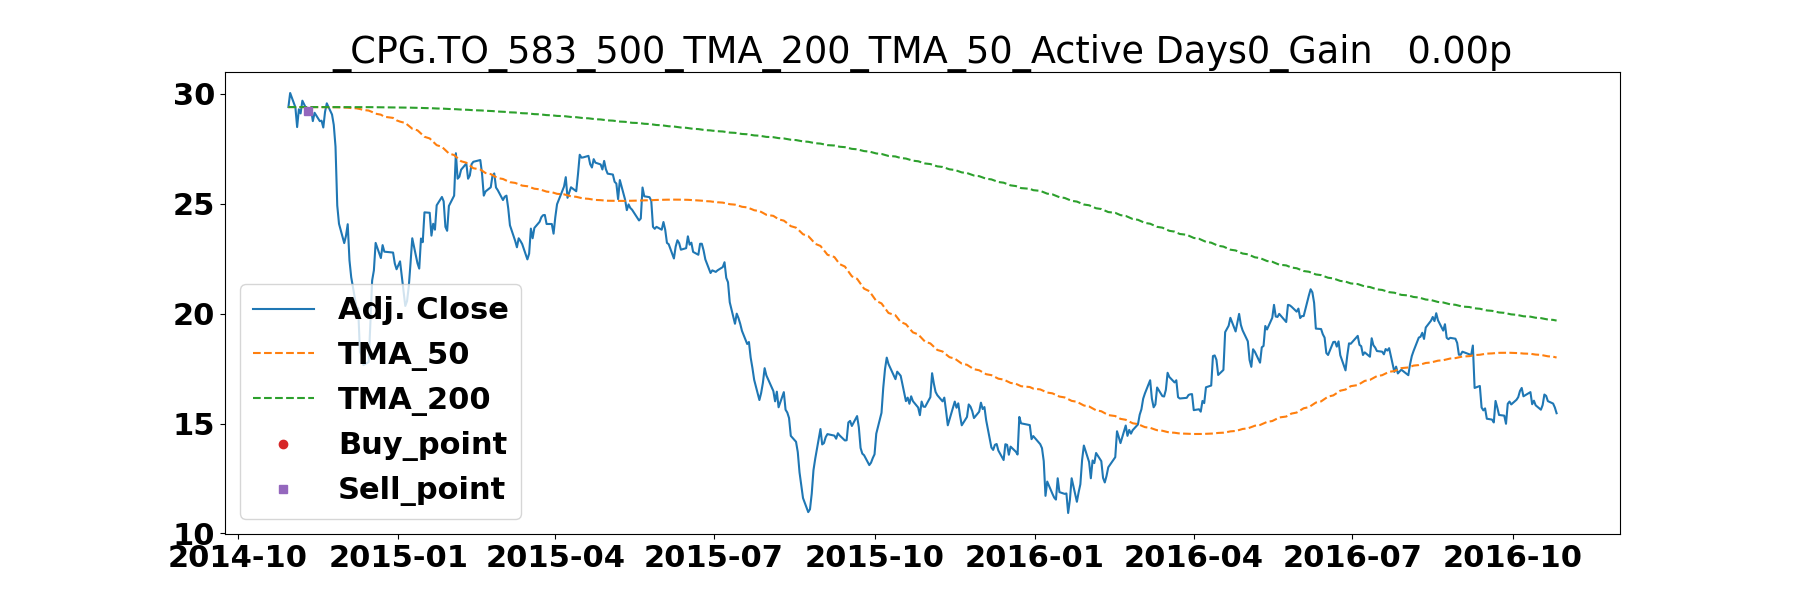 _CPG.TO_583_500_TMA_200_TMA_50_Active Days0_Gain   0.00p
30
25
20
15
10
Adj. Close
TMA_50
TMA_200
Buy_point
Sell_point
2014-10 2015-01 2015-04 2015-07 2015-10 2016-01 2016-04 2016-07 2016-10